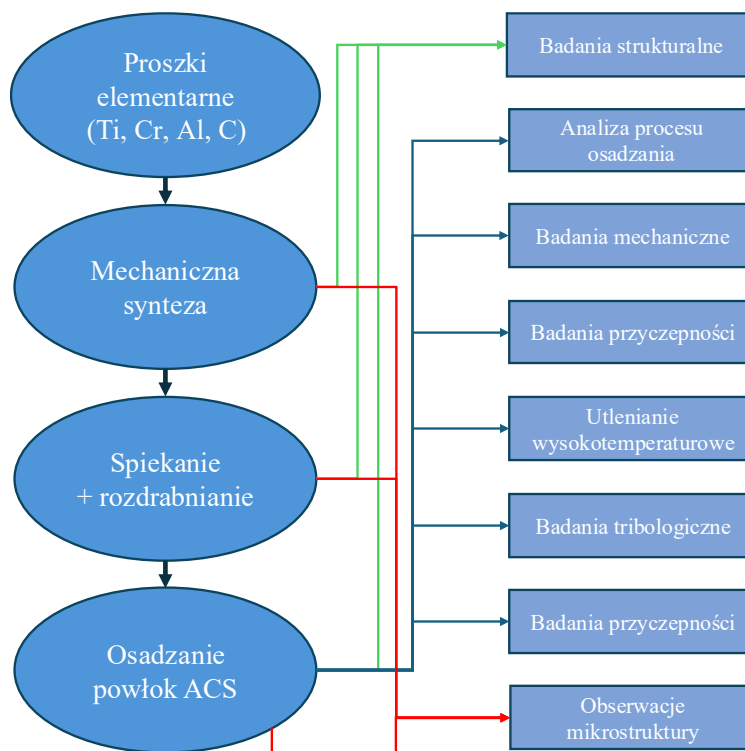 Proszki
elementarne
(Ti, Cr, Al, C)
Mechaniczna
synteza
Spiekanie
+ rozdrabnianie
Osadzanie
powłok ACS
Badania strukturalne
Analiza procesu
osadzania
Badania mechaniczne
Badania przyczepności
Utlenianie
wysokotemperaturowe
Badania tribologiczne
Badania przyczepności
Obserwacje
mikrostruktury